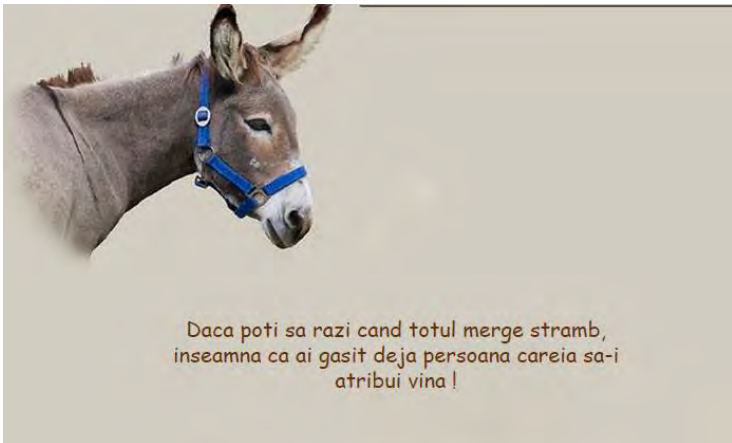 Daca poti sa razi cand totul merge stramb,
inseamna ca ai gasit deja persoana careia sa-i
atribui vina !